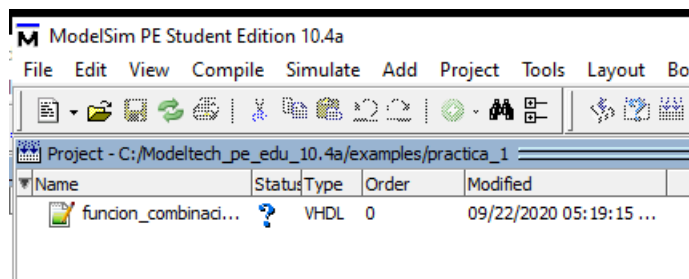 ModelSim PE Student Edition 10.4a
File Edit View Compile Simulate Add Project Tools Layout Bo
Project - C:/Modeltech_pe_edu_10.4a/examples/practica_1
Name Status Type Order Modified
funcion_combinaci... VHDL 0 09/22/2020 05:19:15 ...